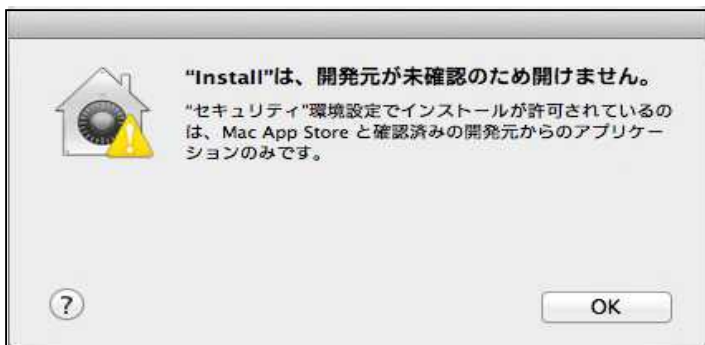 “Install”は、開発元が未確認のため開けません。
“セキュリティ”環境設定でインストールが許可されているの
は、Mac App Store と確認済みの開発元からのアプリケー
ションのみです。
?
OK